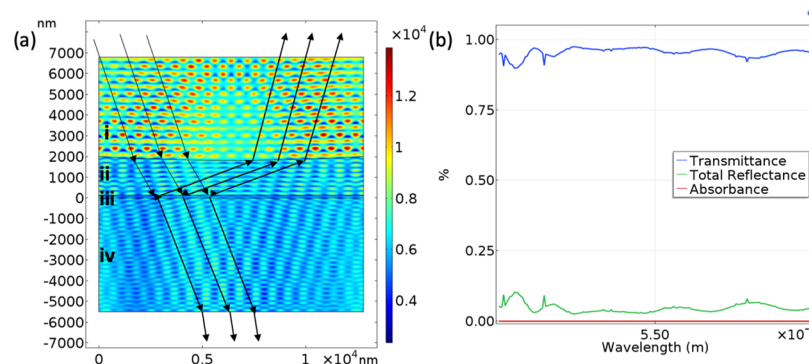 (a)
nm
7000
6000
5000
4000
3000
2000
1000
0
-1000
-2000
-3000
-4000
-5000
-6000
-7000
i
ii
iii
iv
0
0.5
1
×10⁴nm
×10⁴
1.2
1
0.8
0.6
0.4
(b)
%
1.00
0.75
0.50
0.25
0.00
Transmittance
Total Reflectance
Absorbance
5.50
Wavelength (m)